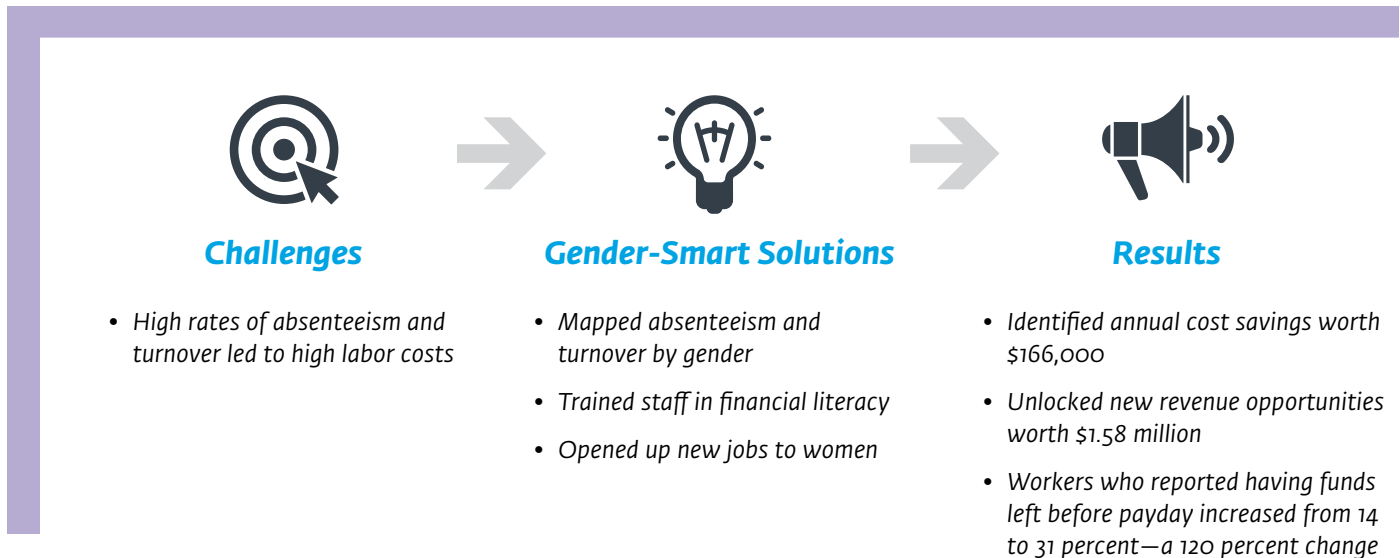 Challenges
• High rates of absenteeism and
turnover led to high labor costs
Gender-Smart Solutions
• Mapped absenteeism and
turnover by gender
• Trained staff in financial literacy
• Opened up new jobs to women
Results
• Identified annual cost savings worth
$166,000
• Unlocked new revenue opportunities
worth $1.58 million
• Workers who reported having funds
left before payday increased from 14
to 31 percent—a 120 percent change